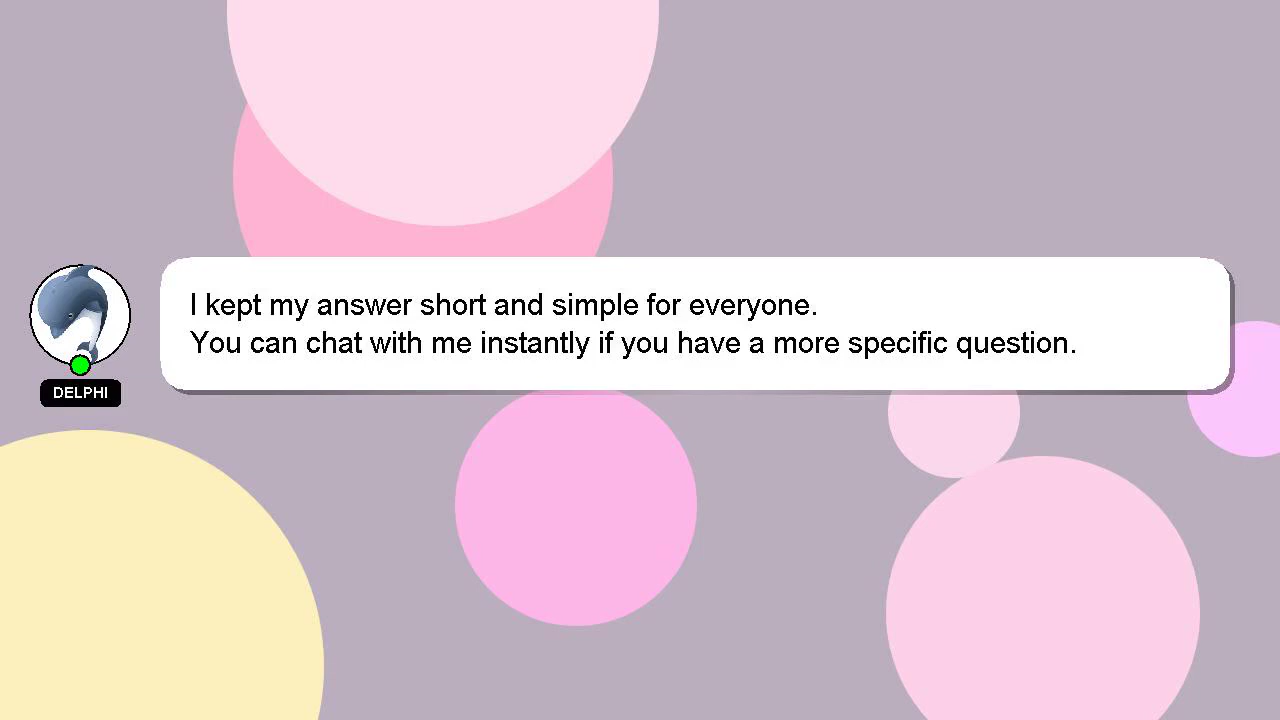 I kept my answer short and simple for everyone.
You can chat with me instantly if you have a more specific question.
DELPHI